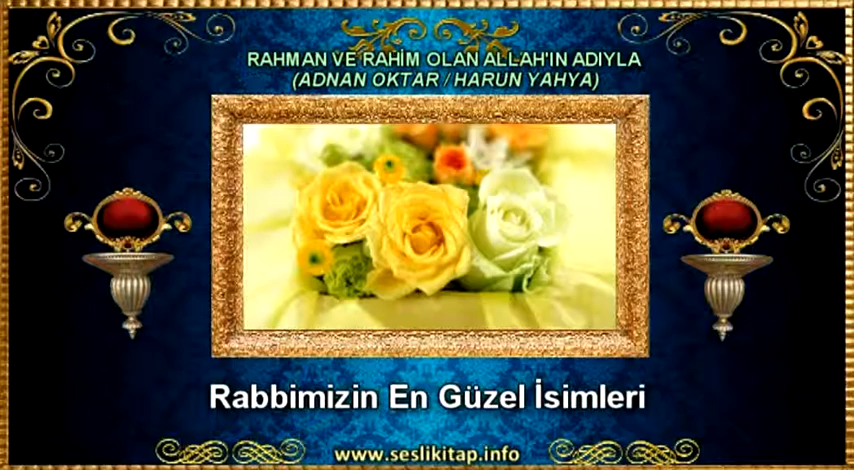 RAHMAN VE RAHİM OLAN ALLAH'IN ADIYLA
(ADNAN OKTAR / HARUN YAHYA)
Rabbimizin En Güzel İsimleri
www.seslikitap.info